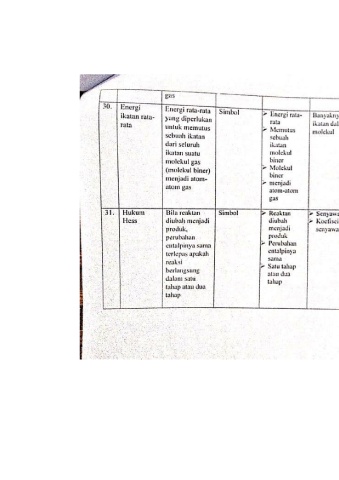 gas
30.
Energi
ikatan rata-
rata
Energi rata-rata
yang diperlukan
untuk memutus
sebuah ikatan
dari seluruh
ikatan suatu
molekul gas
(molekul biner)
menjadi atom-
atom gas
Simbol
➤ Energi rata-
rata
➤ Memutus
sebuah
ikatan
molekul
biner
➤ Molekul
biner
➤ menjadi
atom-atom
gas
Banyakny
ikatan dal
molekul
31.
Hukum
Hess
Bila reaktan
diubah menjadi
produk,
perubahan
entalpinya sama
terlepas apakah
reaksi
berlangsung
dalam satu
tahap atau dua
tahap
Simbol
➤ Reaktan
diubah
menjadi
produk
➤ Perubahan
entalpinya
sama
➤ Satu tahap
atau dua
tahap
➤ Senyawa
➤ Koefisei
senyawa